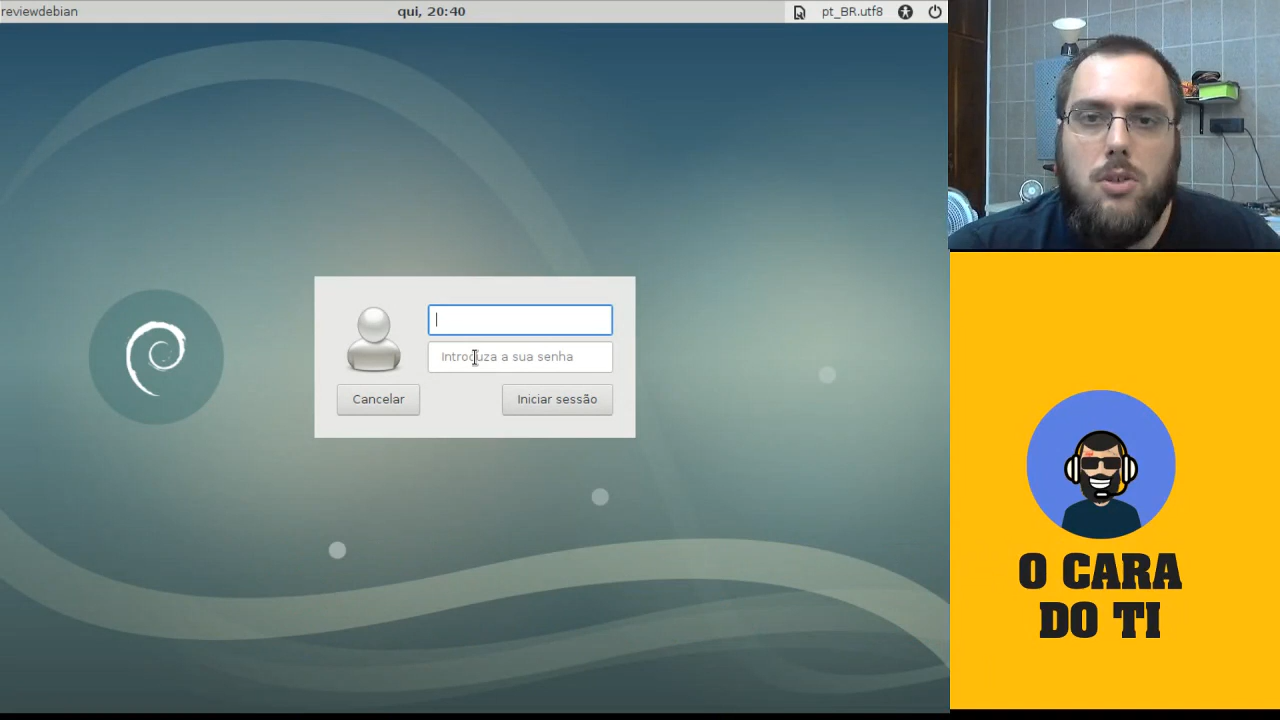 reviewdebian
qui, 20:40
pt_BR.utf8
Introduza a sua senha
Cancelar
Iniciar sessão
O CARA
DO TI